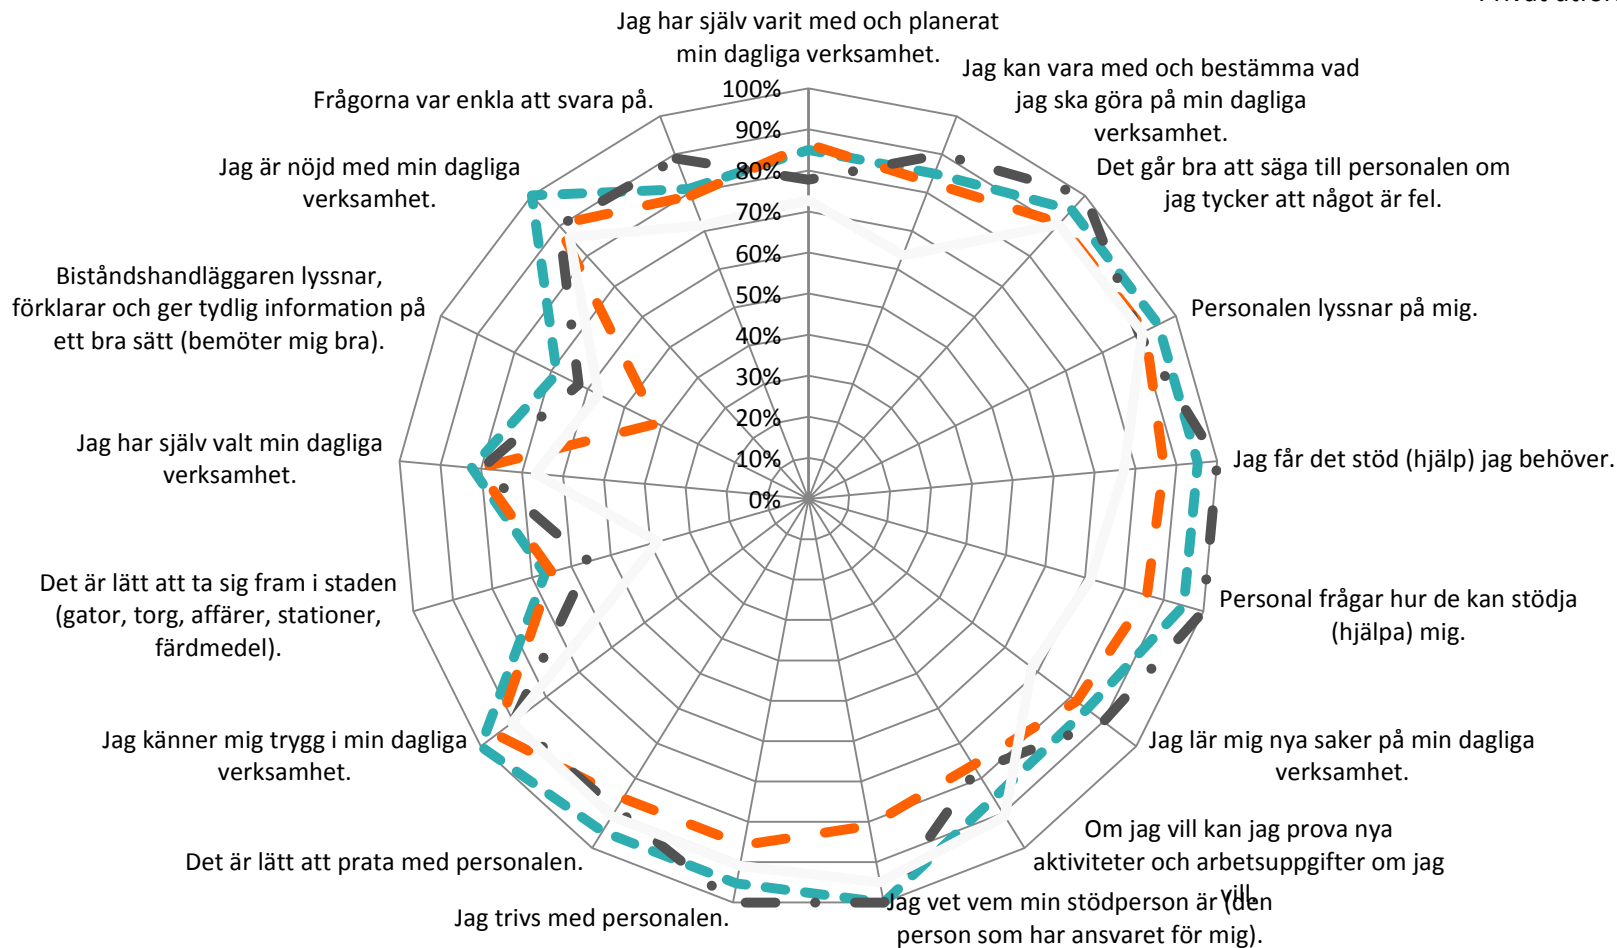 Jag har själv varit med och planerat
min dagliga verksamhet.
Jag kan vara med och bestämma vad
jag ska göra på min dagliga
verksamhet.
Det går bra att säga till personalen om
jag tycker att något är fel.
Personalen lyssnar på mig.
Jag får det stöd (hjälp) jag behöver.
Personal frågar hur de kan stödja
(hjälpa) mig.
Jag lär mig nya saker på min dagliga
verksamhet.
Om jag vill kan jag prova nya
aktiviteter och arbetsuppgifter om jag
vill.
Jag vet vem min stödperson är (den
person som har ansvaret för mig).
Jag trivs med personalen.
Det är lätt att prata med personalen.
Jag känner mig trygg i min dagliga
verksamhet.
Det är lätt att ta sig fram i staden
(gator, torg, affärer, stationer,
färdmedel).
Jag har själv valt min dagliga
verksamhet.
Biståndshandläggaren lyssnar,
förklarar och ger tydlig information på
ett bra sätt (bemöter mig bra).
Jag är nöjd med min dagliga
verksamhet.
Frågorna var enkla att svara på.
100%
90%
80%
70%
60%
50%
40%
30%
20%
10%
0%